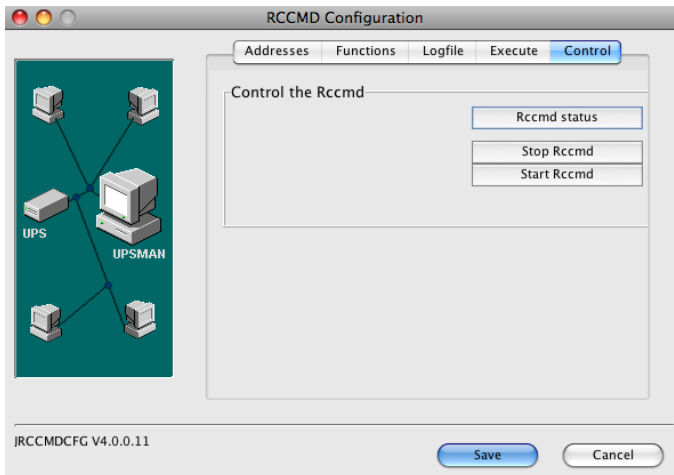 RCCMD Configuration
Addresses Functions Logfile Execute Control
Control the Rccmd
Rccmd status
Stop Rccmd
Start Rccmd
UPS
UPSMAN
JRCCMDCFG V4.0.0.11
Save Cancel